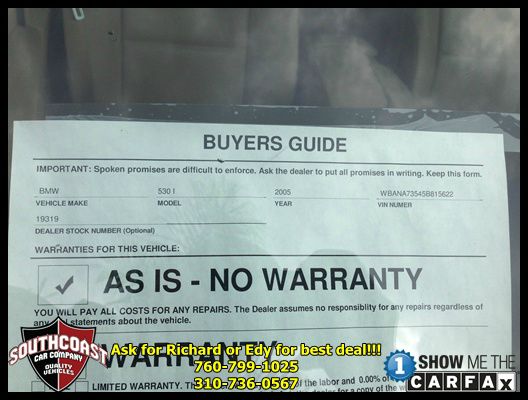 BUYERS GUIDE
IMPORTANT: Spoken promises are difficult to enforce. Ask the dealer to put all promises in writing. Keep this form.
BMW 530 I 2005 WBANA73545B815622
VEHICLE MAKE MODEL YEAR VIN NUMER
19319
DEALER STOCK NUMBER (Optional)
WARRANTIES FOR THIS VEHICLE:
AS IS - NO WARRANTY
YOU WILL PAY ALL COSTS FOR ANY REPAIRS. The Dealer assumes no responsiblity for any repairs regardless of
any statements about the vehicle.
WARRANTY
LIMITED WARRANTY. The of the labor and 0.00% of
SOUTHCOAST
CAR COMPANY
QUALITY
VEHICLES
Ask for Richard or Edy for best deal!!!
760-799-1025
310-736-0567
1 SHOW ME THE
CARFAX